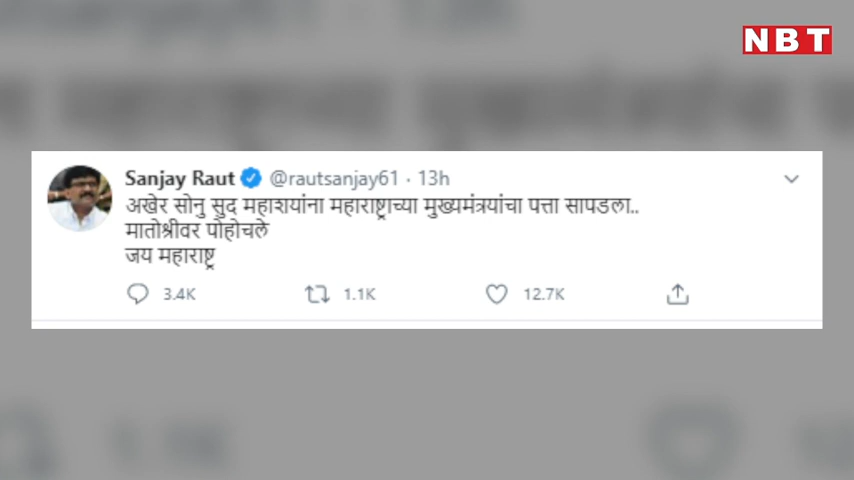 NBT
Sanjay Raut @rautsanjay61 · 13h
अखेर सोनु सुद महाशयांना महाराष्ट्राच्या मुख्यमंत्र्यांचा पत्ता सापडला..
मातोश्रीवर पोहोचले
जय महाराष्ट्र
3.4K 1.1K 12.7K